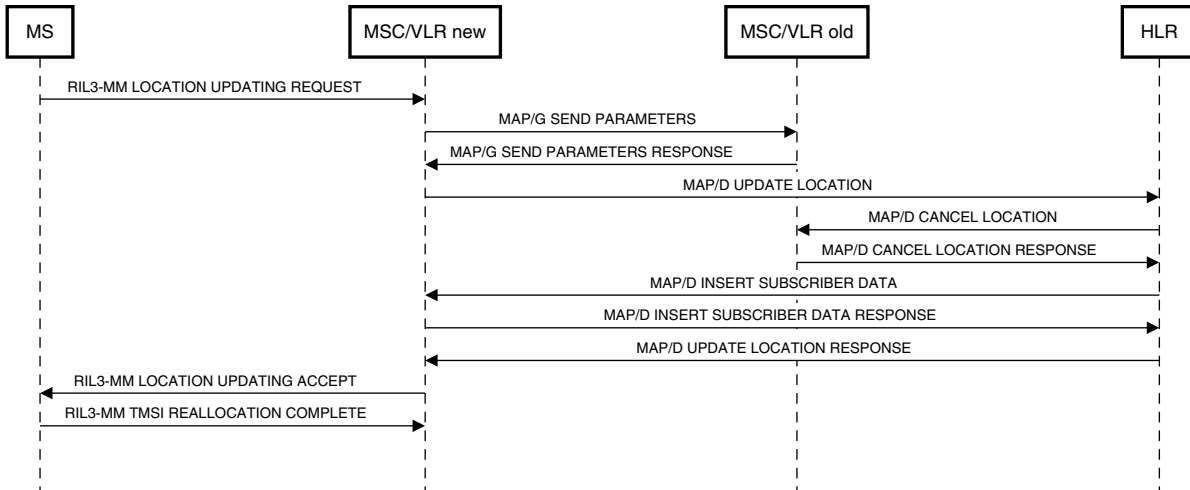 MS
MSC/VLR new
MSC/VLR old
HLR
RIL3-MM LOCATION UPDATING REQUEST
MAP/G SEND PARAMETERS
MAP/G SEND PARAMETERS RESPONSE
MAP/D UPDATE LOCATION
MAP/D CANCEL LOCATION
MAP/D CANCEL LOCATION RESPONSE
MAP/D INSERT SUBSCRIBER DATA
MAP/D INSERT SUBSCRIBER DATA RESPONSE
MAP/D UPDATE LOCATION RESPONSE
RIL3-MM LOCATION UPDATING ACCEPT
RIL3-MM TMSI REALLOCATION COMPLETE